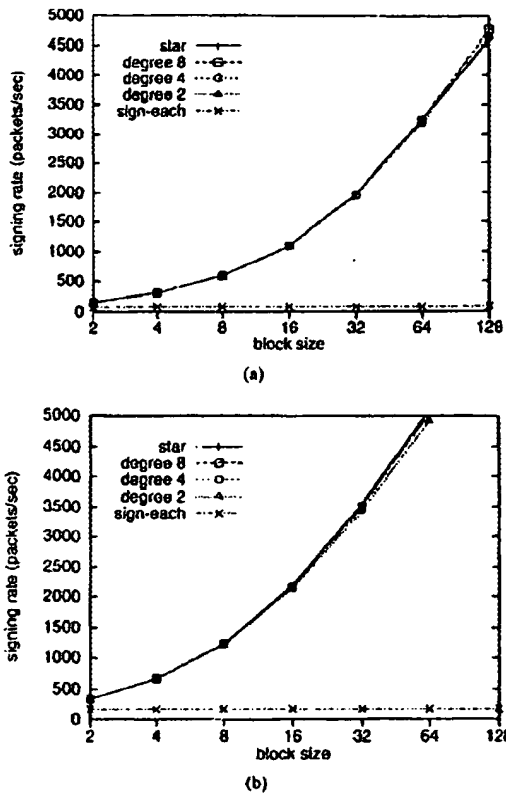 5000
4500
4000
3500
3000
2500
2000
1500
1000
500
0
signing rate (packets/sec)
star
degree 8
degree 4
degree 2
sign-each
2 4 8 16 32 64 128
block size
(a)
5000
4500
4000
3500
3000
2500
2000
1500
1000
500
0
signing rate (packets/sec)
star
degree 8
degree 4
degree 2
sign-each
2 4 8 16 32 64 128
block size
(b)